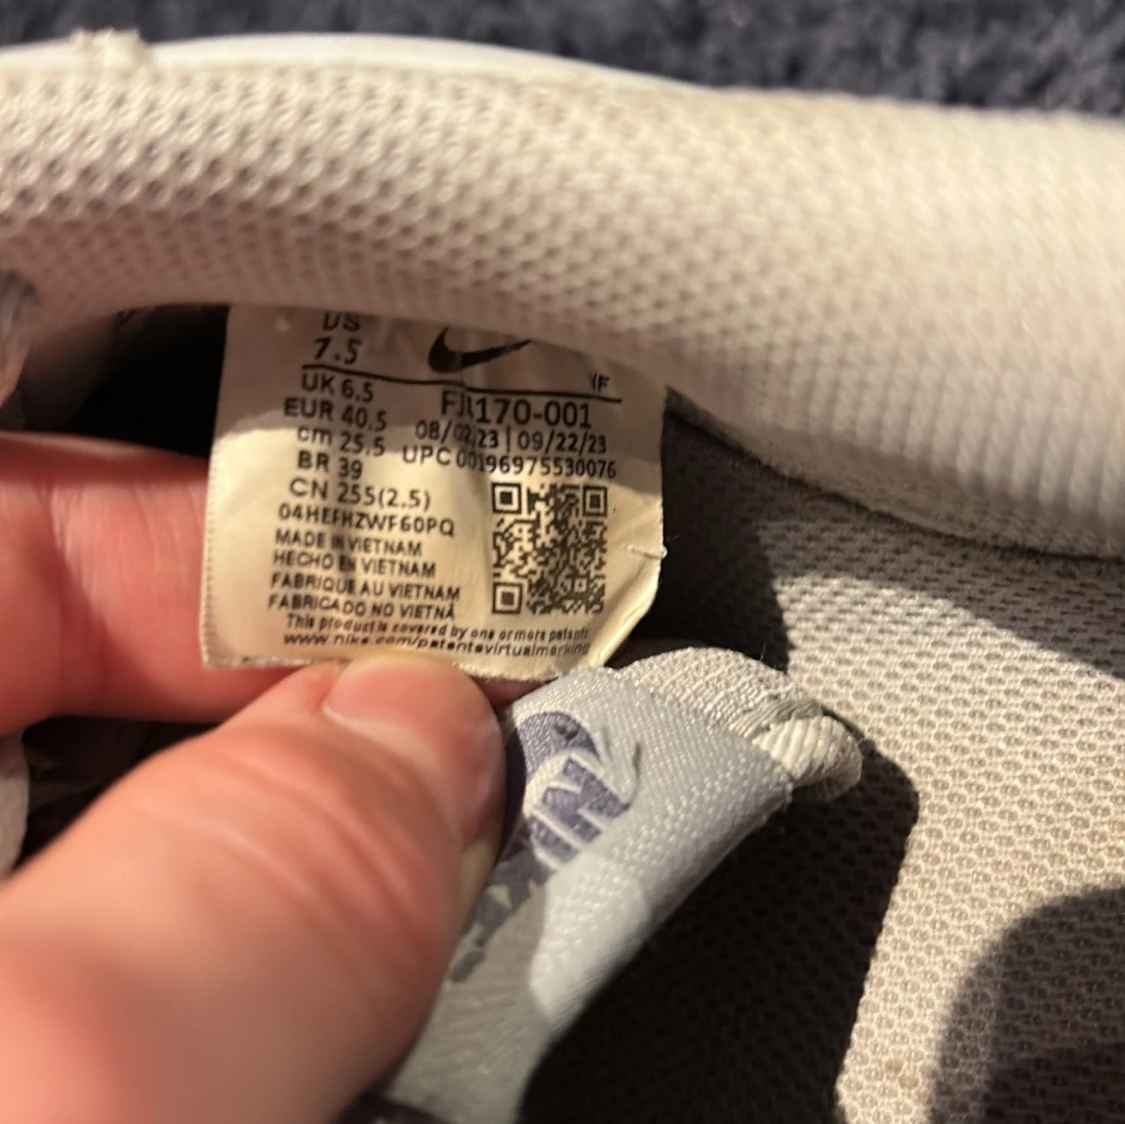 US
7.5
UK 6.5
EUR 40.5
cm 25.5
BR 39
CN 255(2.5)
YF
170-001
08/02/23 | 09/22/23
UPC 00196975530076
MADE IN VIETNAM
HECHO EN VIETNAM
FABRIQUE AU VIETNAM
FABRICADO NO VIETNÃ
This product is covered by one or more patents.
www.nike.com/patentsvirtualmarking